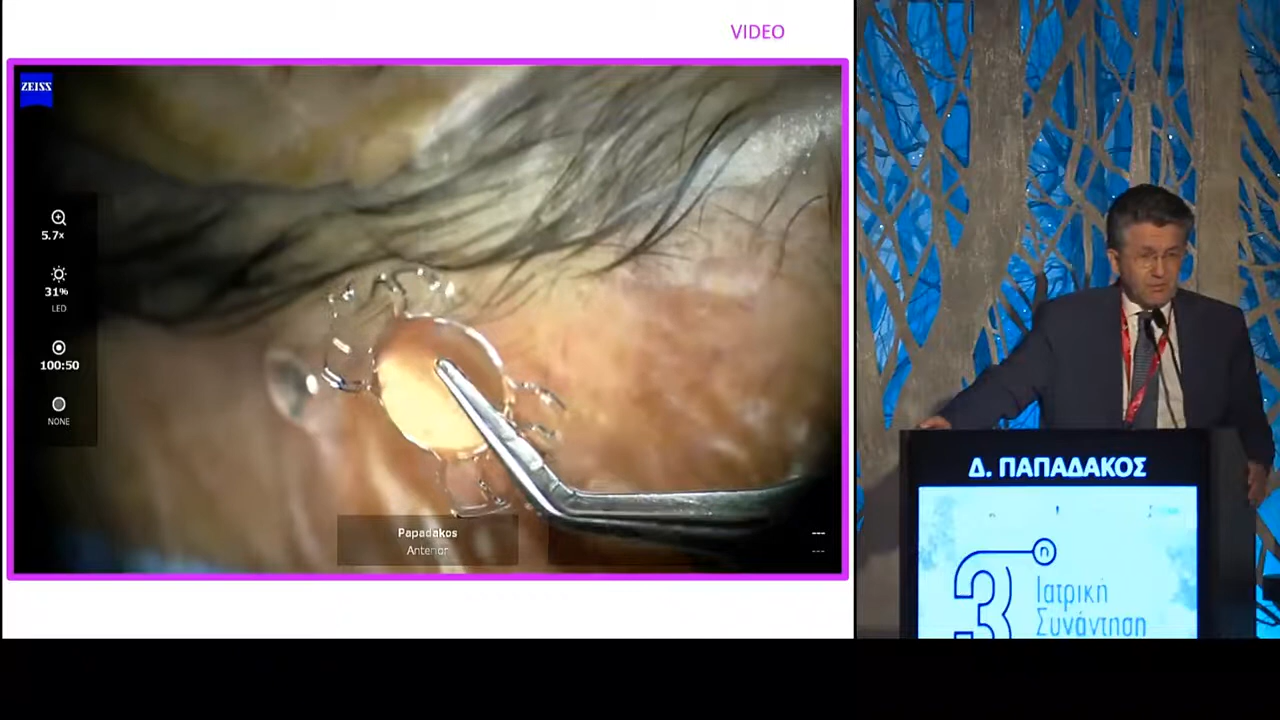 VIDEO
ZEISS
5.7x
31%
LED
100:50
NONE
Papadakos
Anterior
---
---
Δ. ΠΑΠΑΔΑΚΟΣ
3η
Ιατρική
Συνάντηση